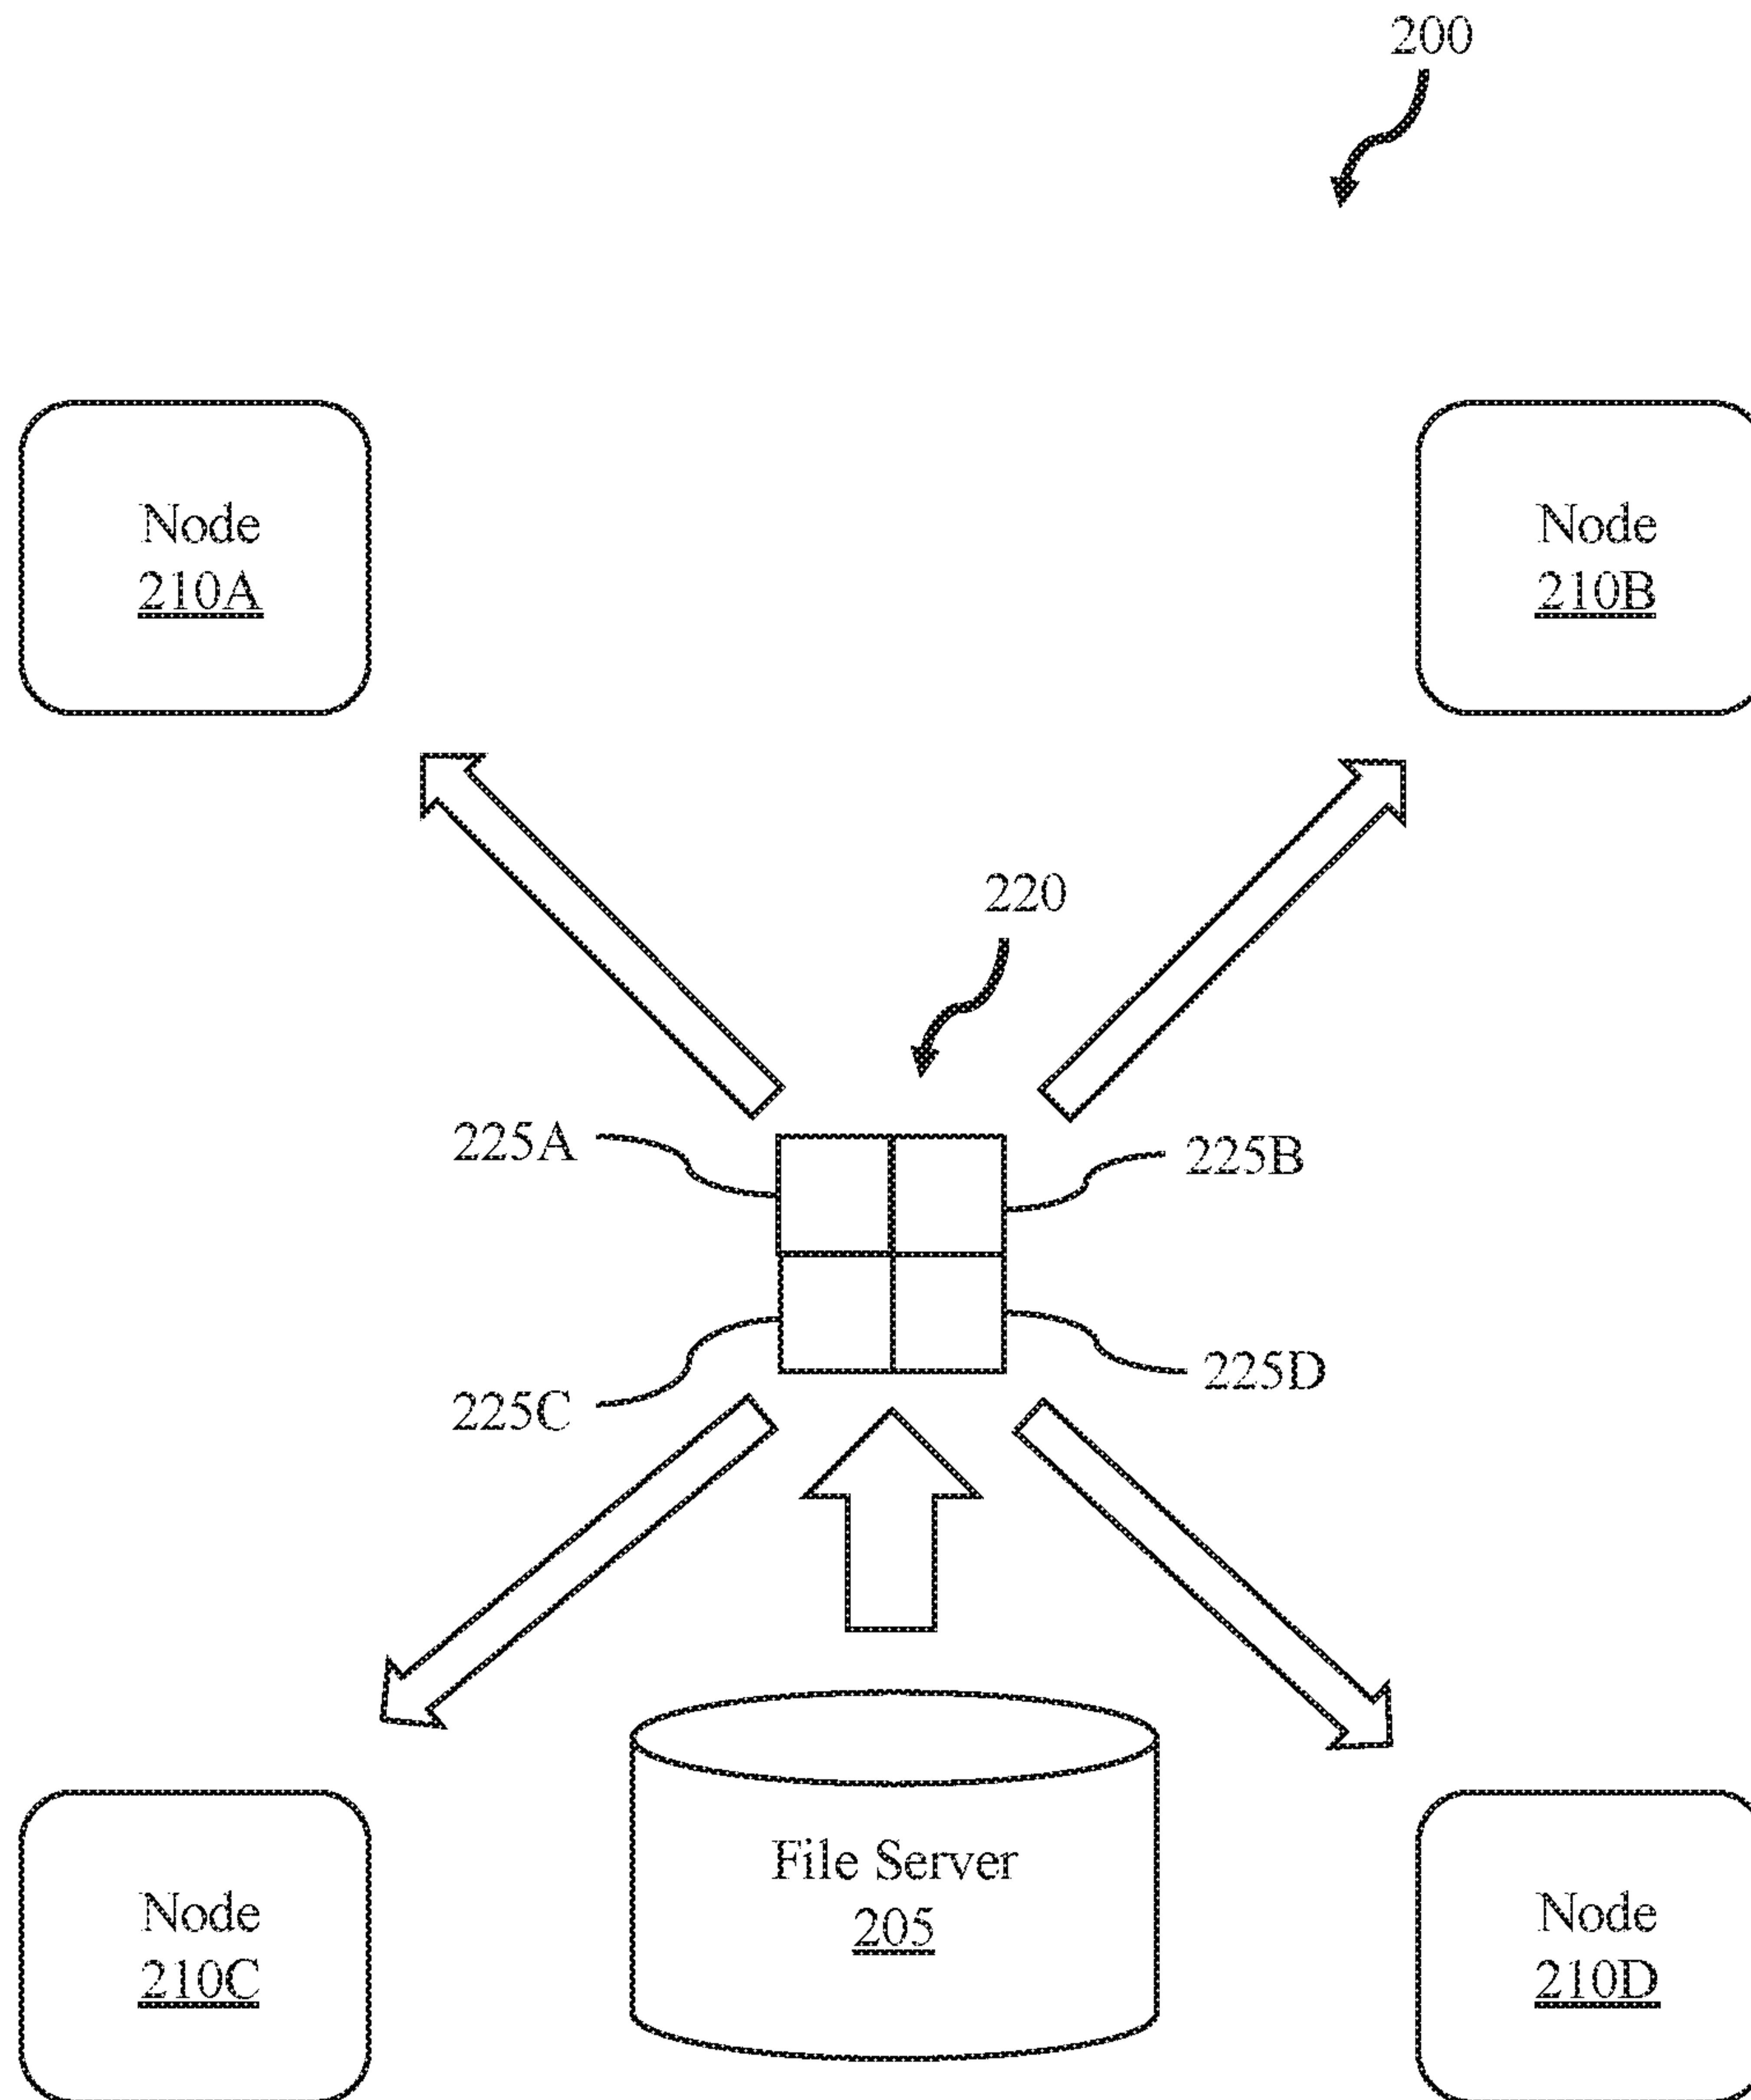 200
Node
210A
Node
210B
220
225A
225B
225C
225D
File Server
205
Node
210C
Node
210D